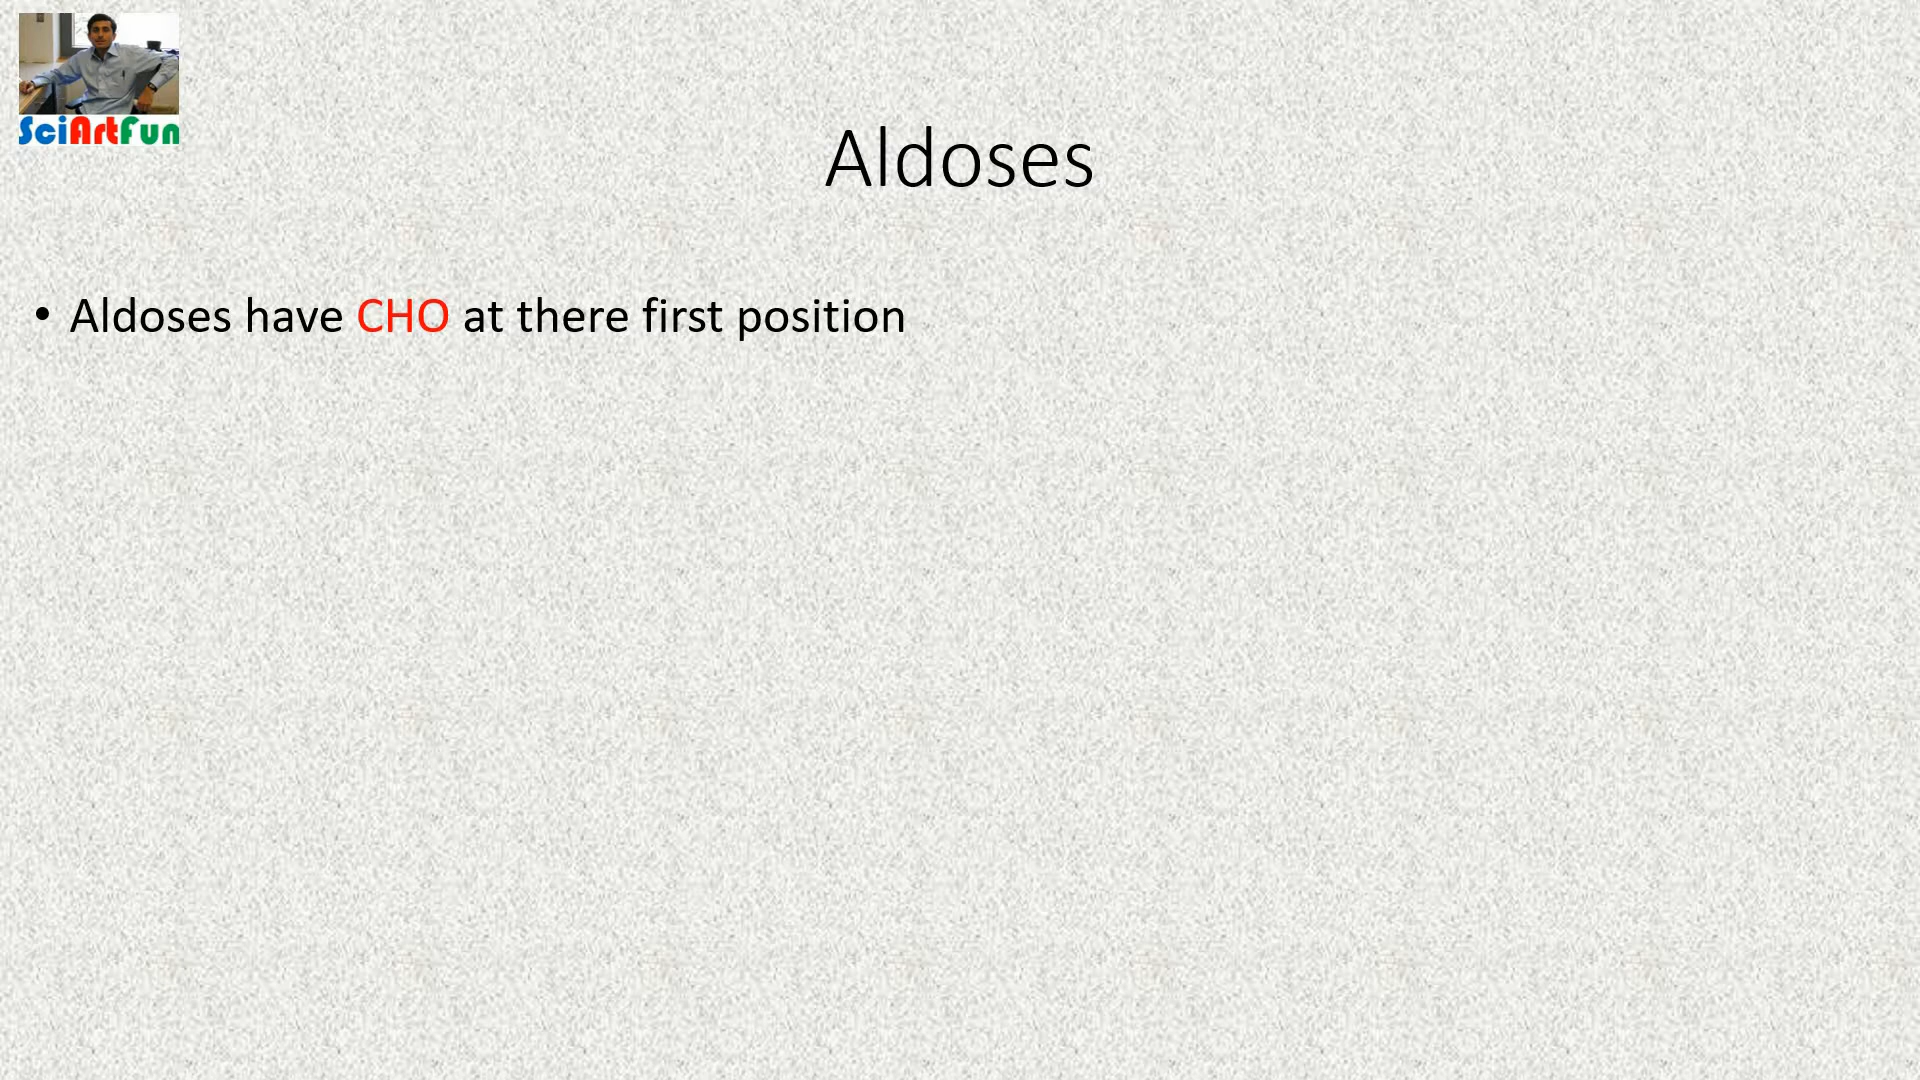 SciArtFun
Aldoses
• Aldoses have CHO at there first position